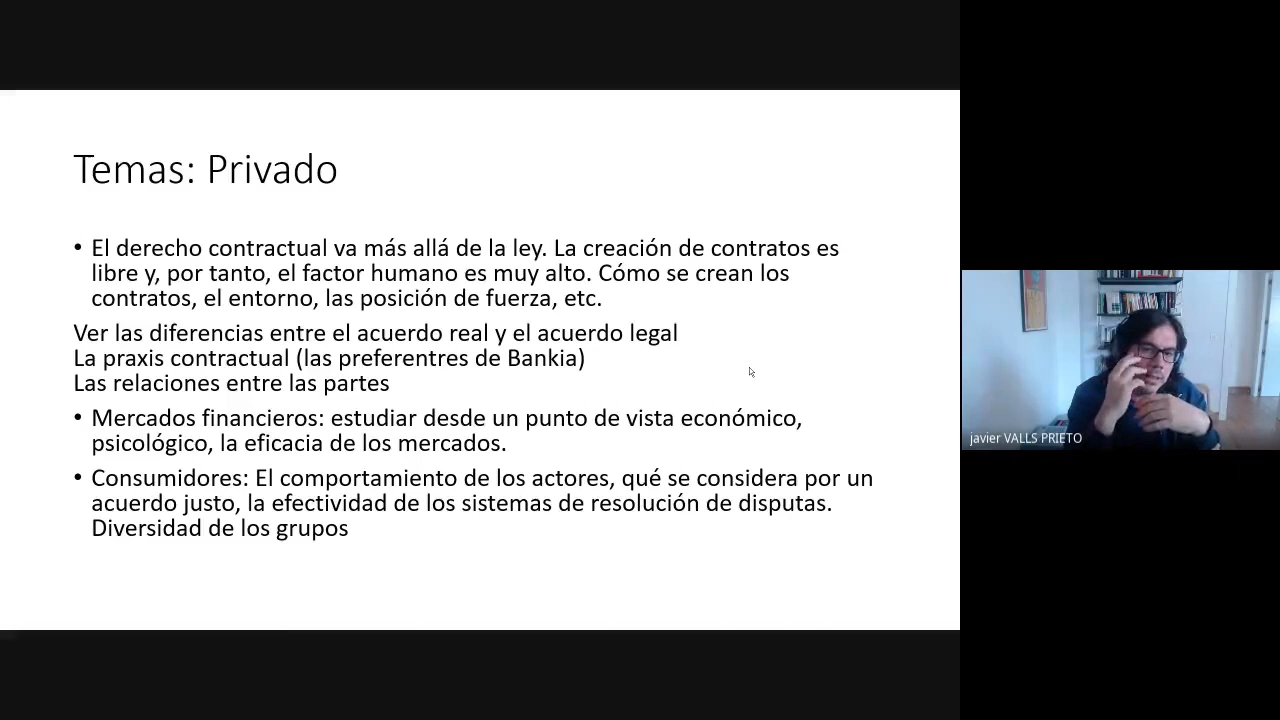 Temas: Privado
• El derecho contractual va más allá de la ley. La creación de contratos es
libre y, por tanto, el factor humano es muy alto. Cómo se crean los
contratos, el entorno, las posición de fuerza, etc.
Ver las diferencias entre el acuerdo real y el acuerdo legal
La praxis contractual (las preferentres de Bankia)
Las relaciones entre las partes
• Mercados financieros: estudiar desde un punto de vista económico,
psicológico, la eficacia de los mercados.
• Consumidores: El comportamiento de los actores, qué se considera por un
acuerdo justo, la efectividad de los sistemas de resolución de disputas.
Diversidad de los grupos
javier VALLS PRIETO